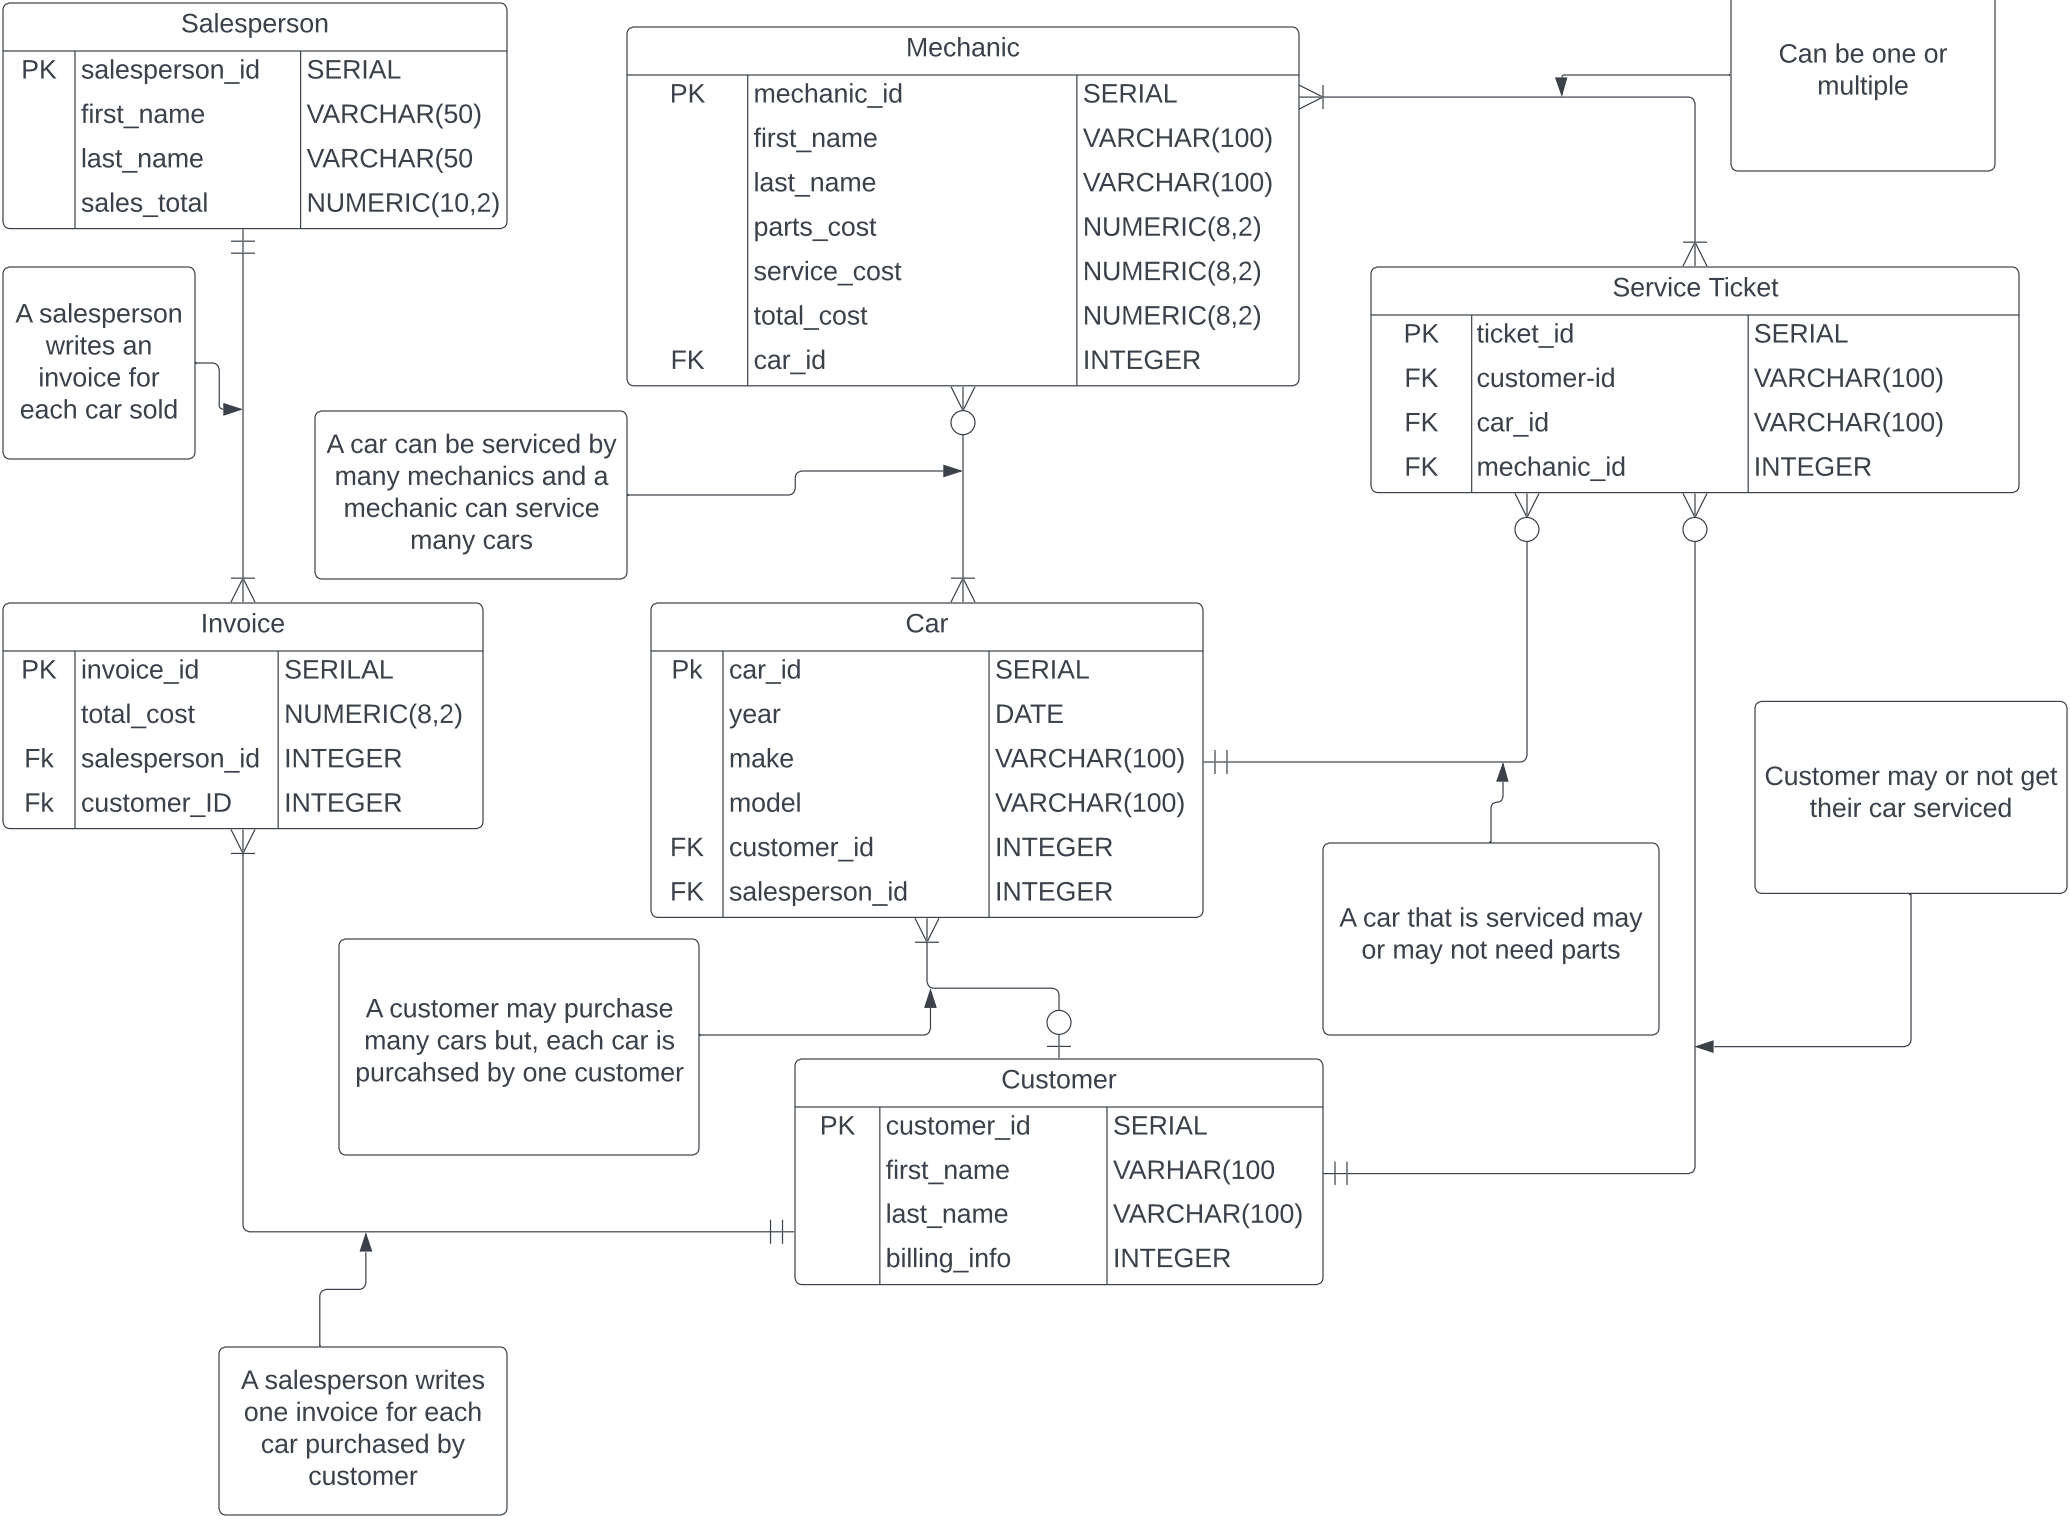 Salesperson
PK salesperson_id SERIAL
first_name VARCHAR(50)
last_name VARCHAR(50
sales_total NUMERIC(10,2)
Mechanic
PK mechanic_id SERIAL
first_name VARCHAR(100)
last_name VARCHAR(100)
parts_cost NUMERIC(8,2)
service_cost NUMERIC(8,2)
total_cost NUMERIC(8,2)
FK car_id INTEGER
Can be one or
multiple
A salesperson
writes an
invoice for
each car sold
Service Ticket
PK ticket_id SERIAL
FK customer-id VARCHAR(100)
FK car_id VARCHAR(100)
FK mechanic_id INTEGER
A car can be serviced by
many mechanics and a
mechanic can service
many cars
Invoice
PK invoice_id SERILAL
total_cost NUMERIC(8,2)
Fk salesperson_id INTEGER
Fk customer_ID INTEGER
Car
Pk car_id SERIAL
year DATE
make VARCHAR(100)
model VARCHAR(100)
FK customer_id INTEGER
FK salesperson_id INTEGER
Customer may or not get
their car serviced
A car that is serviced may
or may not need parts
A customer may purchase
many cars but, each car is
purcahsed by one customer
Customer
PK customer_id SERIAL
first_name VARHAR(100
last_name VARCHAR(100)
billing_info INTEGER
A salesperson writes
one invoice for each
car purchased by
customer